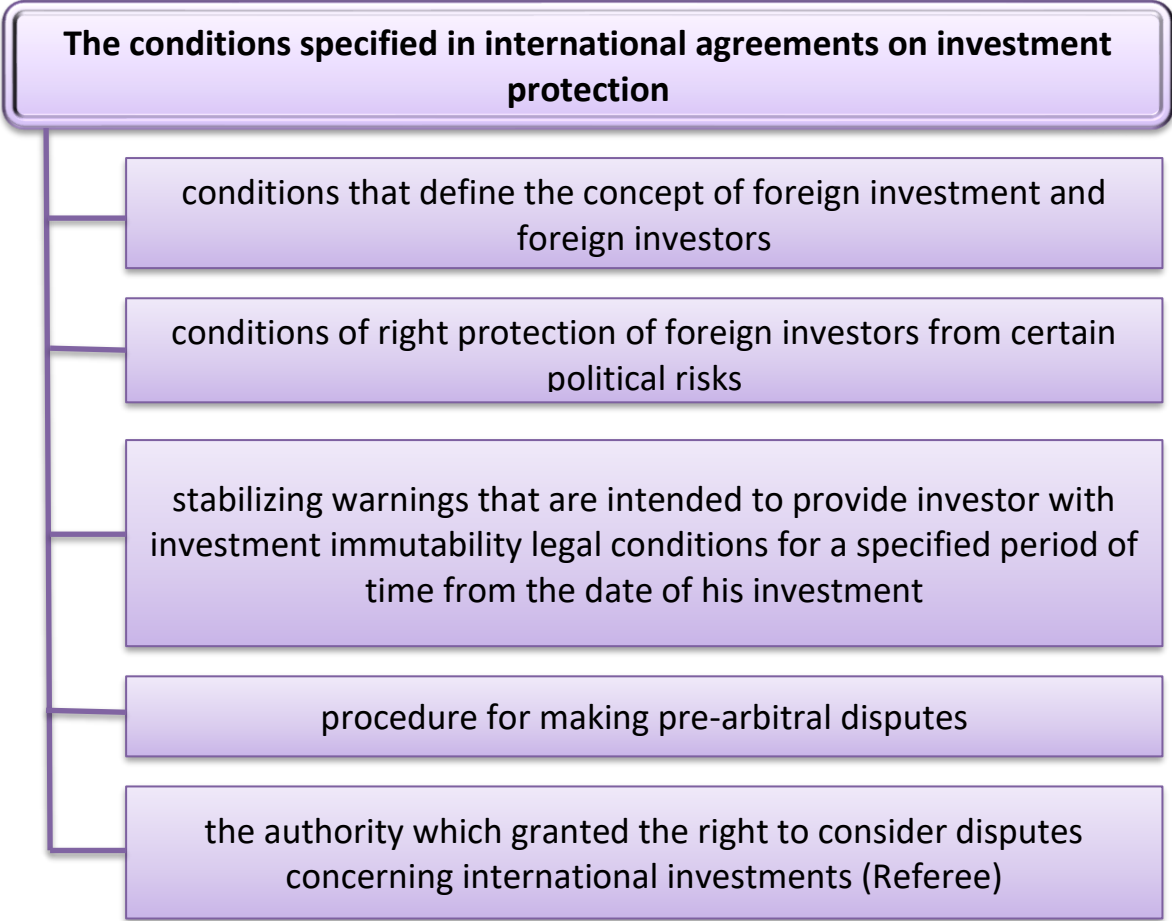 The conditions specified in international agreements on investment
protection
conditions that define the concept of foreign investment and
foreign investors
conditions of right protection of foreign investors from certain
political risks
stabilizing warnings that are intended to provide investor with
investment immutability legal conditions for a specified period of
time from the date of his investment
procedure for making pre-arbitral disputes
the authority which granted the right to consider disputes
concerning international investments (Referee)